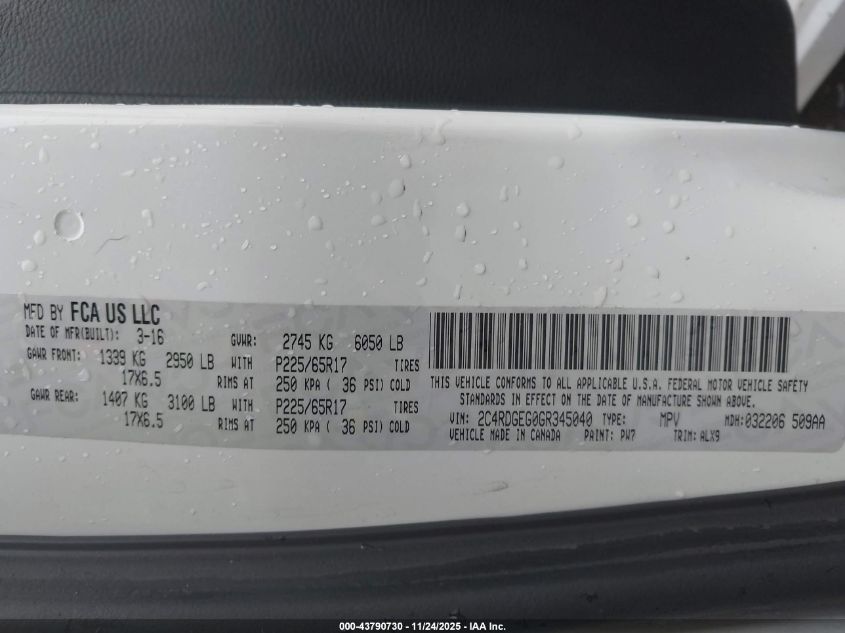 MFD BY FCA US LLC
DATE OF MFR(BUILT): 3-16 GVWR: 2745 KG 6050 LB
GAWR FRONT: 1339 KG 2950 LB WITH P225/65R17 TIRES
17X6.5 RIMS AT 250 KPA ( 36 PSI) COLD
GAWR REAR: 1407 KG 3100 LB WITH P225/65R17 TIRES
17X6.5 RIMS AT 250 KPA ( 36 PSI) COLD
THIS VEHICLE CONFORMS TO ALL APPLICABLE U.S.A. FEDERAL MOTOR VEHICLE SAFETY
STANDARDS IN EFFECT ON THE DATE OF MANUFACTURE SHOWN ABOVE.
VIN: 2C4RDGEG0GR345040 TYPE: MPV MDH:032206 509AA
VEHICLE MADE IN CANADA PAINT: PW7 TRIM: ALX9
000-43790730 - 11/24/2025 - IAA Inc.